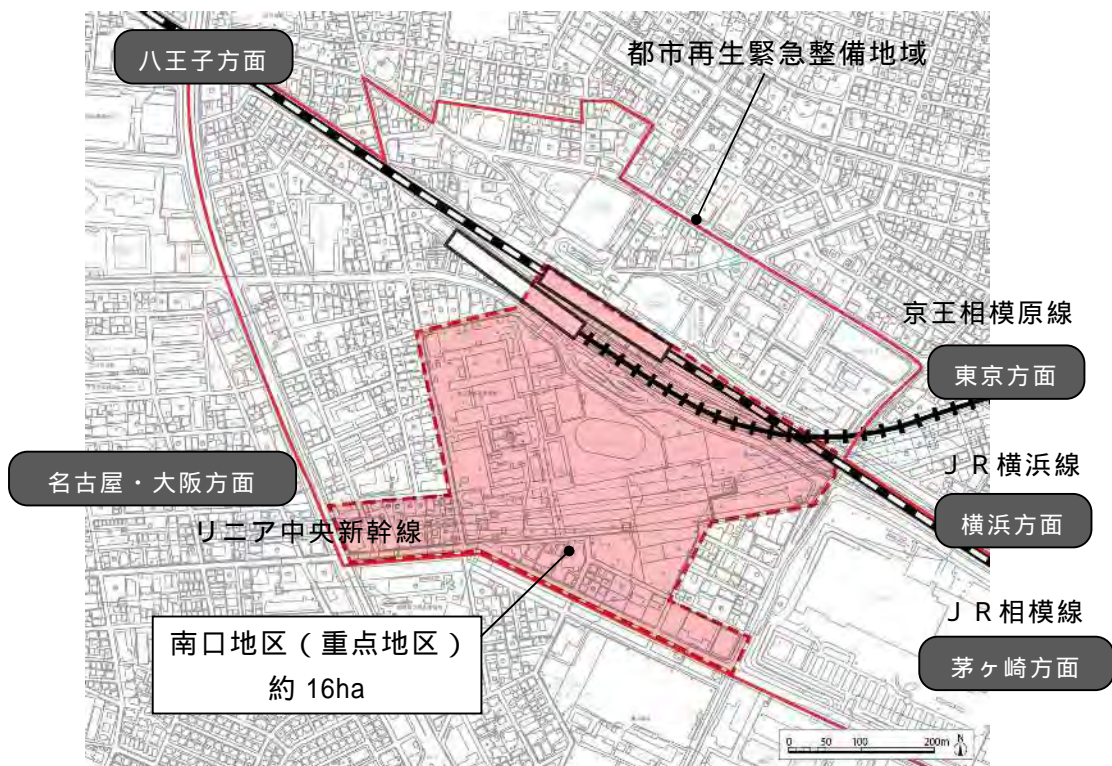 八王子方面
都市再生緊急整備地域
京王相模原線
東京方面
ＪＲ横浜線
名古屋・大阪方面
横浜方面
リニア中央新幹線
ＪＲ相模線
南口地区（重点地区）
約 16ha
茅ヶ崎方面
0 50 100 200m
N